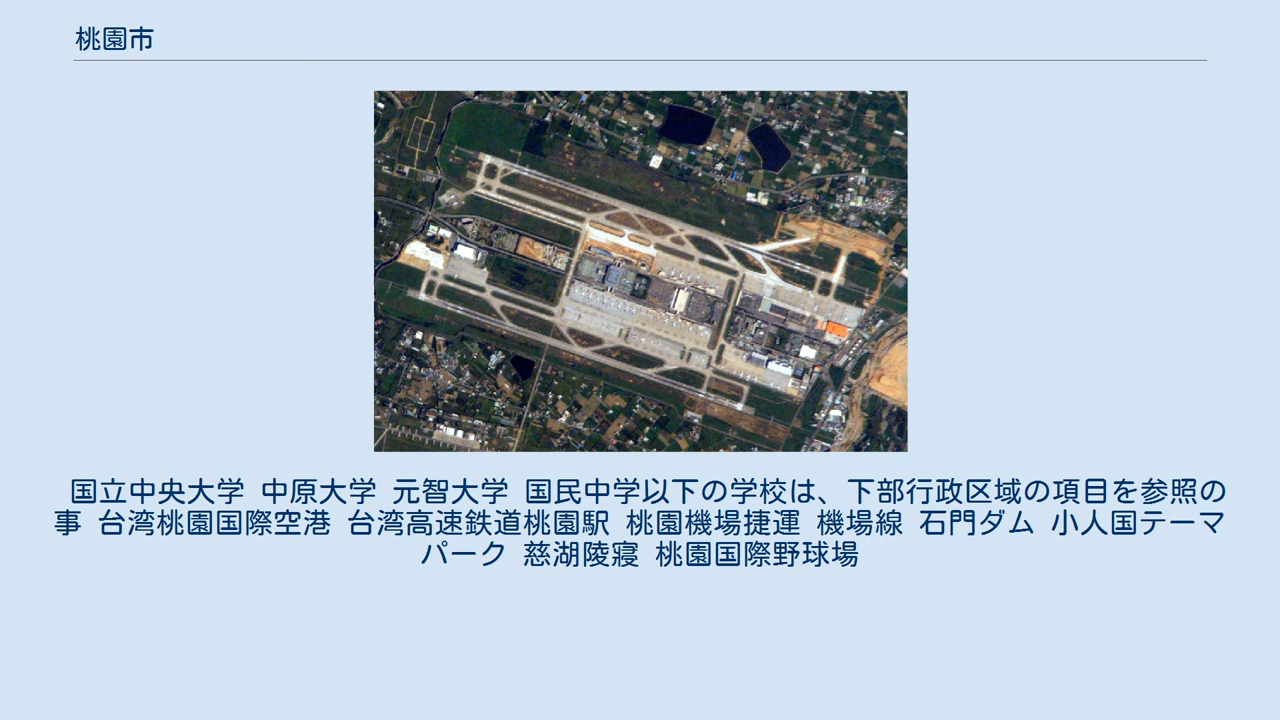 桃園市
国立中央大学 中原大学 元智大学 国民中学以下の学校は、下部行政区域の項目を参照の
事 台湾桃園国際空港 台湾高速鉄道桃園駅 桃園機場捷運 機場線 石門ダム 小人国テーマ
パーク 慈湖陵寝 桃園国際野球場